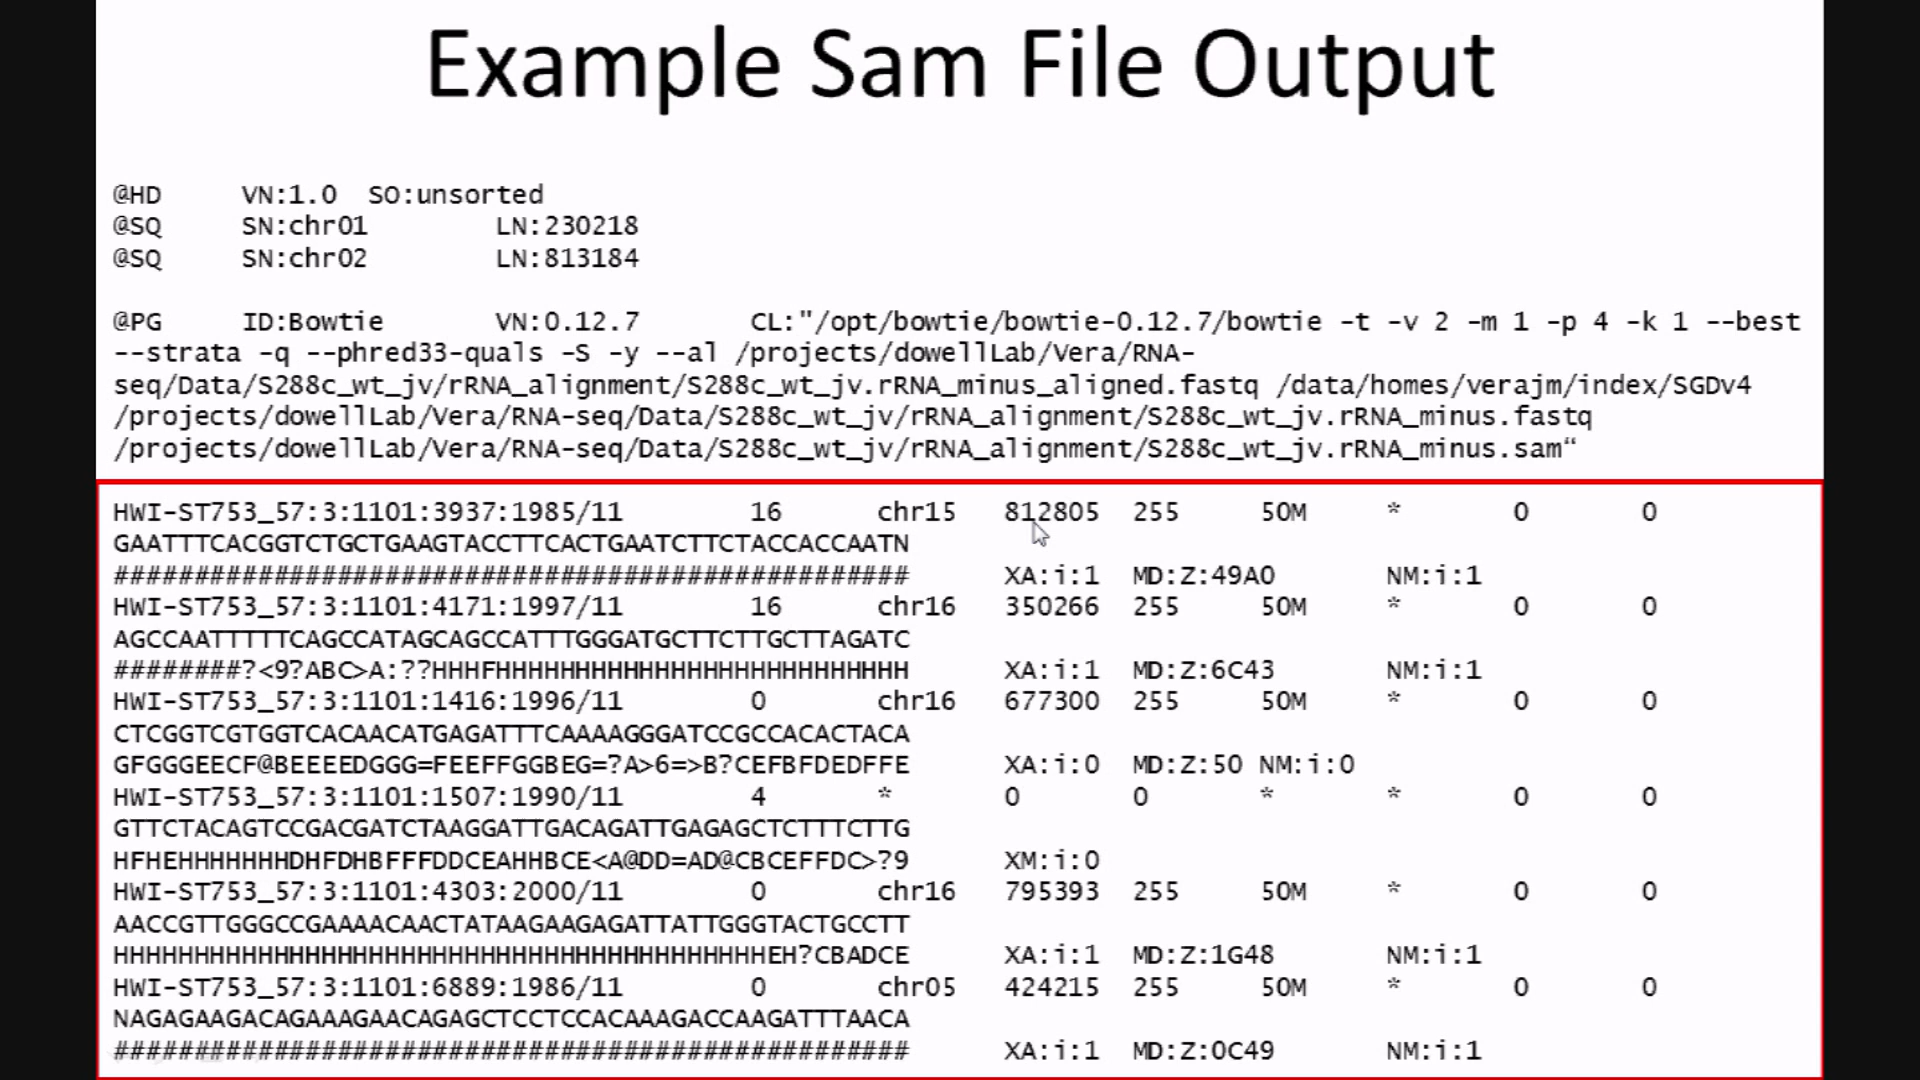 Example Sam File Output
@HD VN:1.0 SO:unsorted
@SQ SN:chr01 LN:230218
@SQ SN:chr02 LN:813184
@PG ID:Bowtie VN:0.12.7 CL:"/opt/bowtie/bowtie-0.12.7/bowtie -t -v 2 -m 1 -p 4 -k 1 --best
--strata -q --phred33-quals -S -y --al /projects/dowellLab/Vera/RNA-
seq/Data/S288c_wt_jv/rRNA_alignment/S288c_wt_jv.rRNA_minus_aligned.fastq /data/homes/verajm/index/SGDv4
/projects/dowellLab/Vera/RNA-seq/Data/S288c_wt_jv/rRNA_alignment/S288c_wt_jv.rRNA_minus.fastq
/projects/dowellLab/Vera/RNA-seq/Data/S288c_wt_jv/rRNA_alignment/S288c_wt_jv.rRNA_minus.sam“
HWI-ST753_57:3:1101:3937:1985/11 16 chr15 812805 255 50M * 0 0
GAATTTCACGGTCTGCTGAAGTACCTTCACTGAATCTTCTACCACCAATN
################################################## XA:i:1 MD:Z:49A0 NM:i:1
HWI-ST753_57:3:1101:4171:1997/11 16 chr16 350266 255 50M * 0 0
AGCCAATTTTTCAGCCATAGCAGCCATTTGGGATGCTTCTTGCTTAGATC
########?<9?ABC>A:??HHHFHHHHHHHHHHHHHHHHHHHHHHHHHH XA:i:1 MD:Z:6C43 NM:i:1
HWI-ST753_57:3:1101:1416:1996/11 0 chr16 677300 255 50M * 0 0
CTCGGTCGTGGTCACAACATGAGATTTCAAAAGGGATCCGCCACACTACA
GFGGGEECF@BEEEEDGGG=FEEFFGGBEG=?A>6=>B?CEFBFDEDFFE XA:i:0 MD:Z:50 NM:i:0
HWI-ST753_57:3:1101:1507:1990/11 4 * 0 0 * * 0 0
GTTCTACAGTCCGACGATCTAAGGATTGACAGATTGAGAGCTCTTTCTTG
HFHEHHHHHHHDHFDHBFFFDDCEAHHBCE<A@DD=AD@CBCEFFDC>?9 XM:i:0
HWI-ST753_57:3:1101:4303:2000/11 0 chr16 795393 255 50M * 0 0
AACCGTTGGGCCGAAAACAACTATAAGAAGAGATTATTGGGTACTGCCTT
HHHHHHHHHHHHHHHHHHHHHHHHHHHHHHHHHHHHHHHHHEH?CBADCE XA:i:1 MD:Z:1G48 NM:i:1
HWI-ST753_57:3:1101:6889:1986/11 0 chr05 424215 255 50M * 0 0
NAGAGAAGACAGAAAGAACAGAGCTCCTCCACAAAGACCAAGATTTAACA
################################################## XA:i:1 MD:Z:0C49 NM:i:1